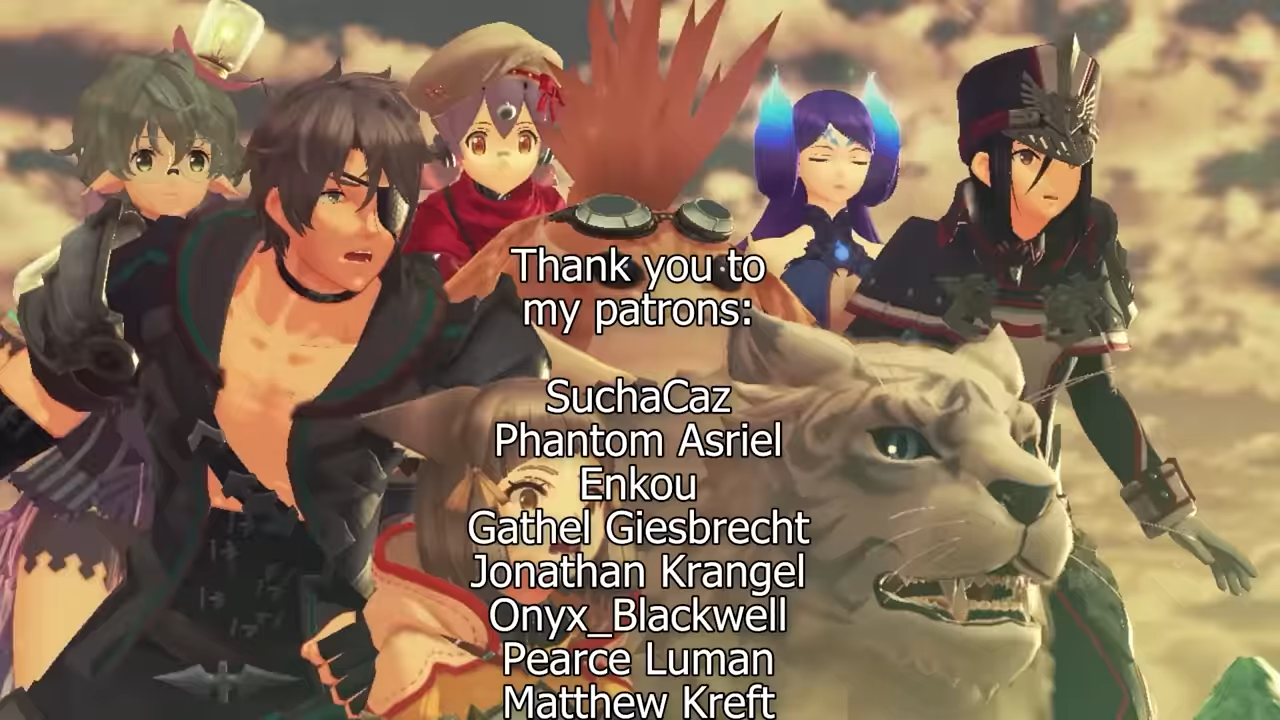 Thank you to
my patrons:
SuchaCaz
Phantom Asriel
Enkou
Gathel Giesbrecht
Jonathan Krangel
Onyx_Blackwell
Pearce Luman
Matthew Kreft